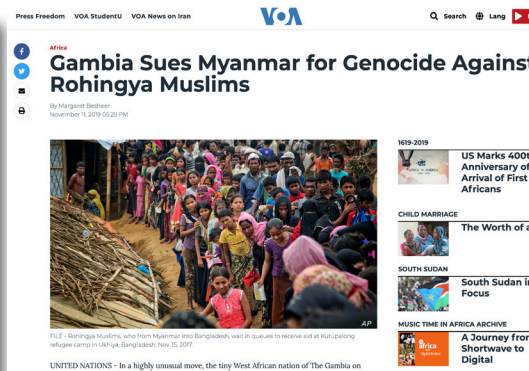 Press Freedom VOA StudentU VOA News on Iran
VOA
Search Lang
Africa
Gambia Sues Myanmar for Genocide Against
Rohingya Muslims
By Margaret Besheer
November 11, 2019 05:29 PM
AP
FILE - Rohingya Muslims, who from Myanmar into Bangladesh, wait in queues to receive aid at Kutupalong
refugee camp in Ukhiya, Bangladesh, Nov. 15, 2017.
UNITED NATIONS - In a highly unusual move, the tiny West African nation of The Gambia on
1619-2019
US Marks 400t
Anniversary of
Arrival of First
Africans
CHILD MARRIAGE
The Worth of a
SOUTH SUDAN
South Sudan in
Focus
MUSIC TIME IN AFRICA ARCHIVE
africa
A Journey from
Shortwave to
Digital